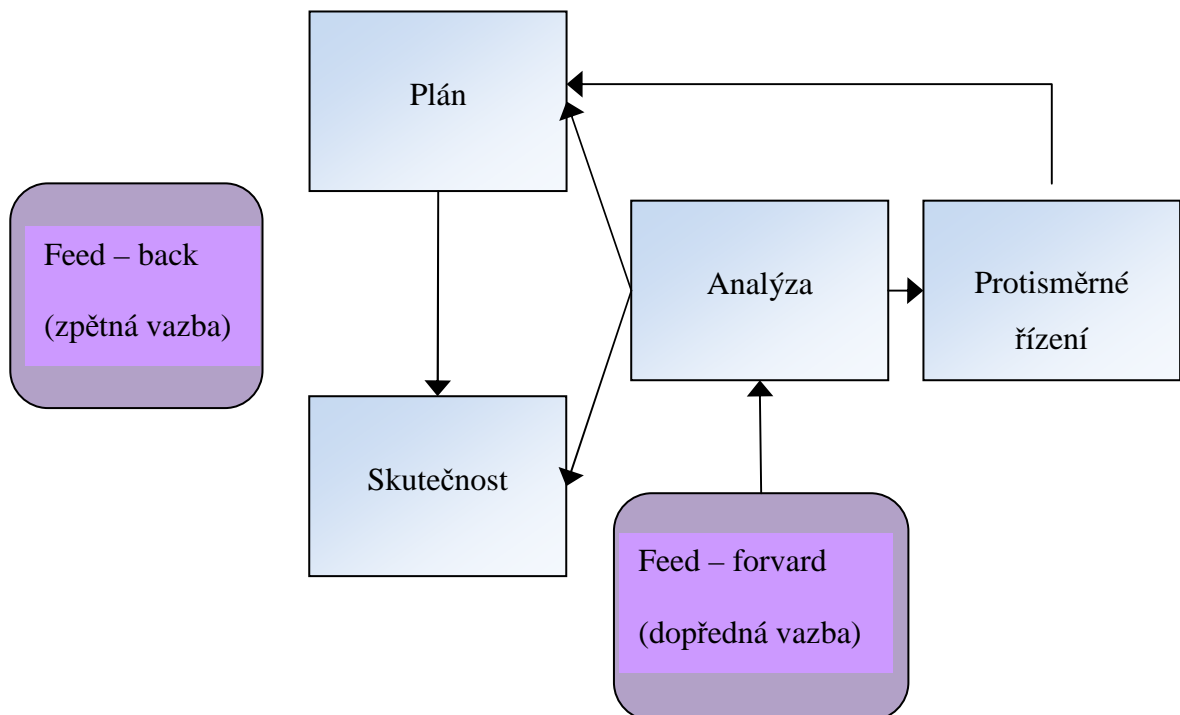 Plán
Feed – back
(zpětná vazba)
Analýza
Protisměrné
řízení
Skutečnost
Feed – forvard
(dopředná vazba)